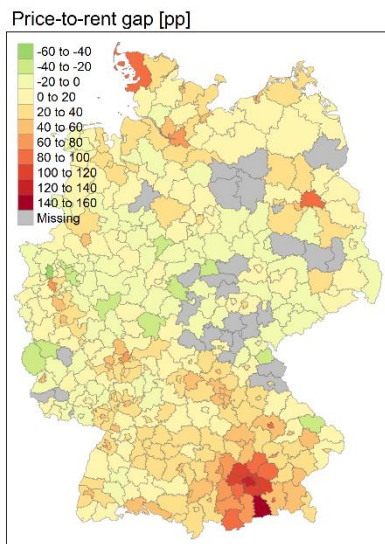 Price-to-rent gap [pp]
-60 to -40
-40 to -20
-20 to 0
0 to 20
20 to 40
40 to 60
60 to 80
80 to 100
100 to 120
120 to 140
140 to 160
Missing